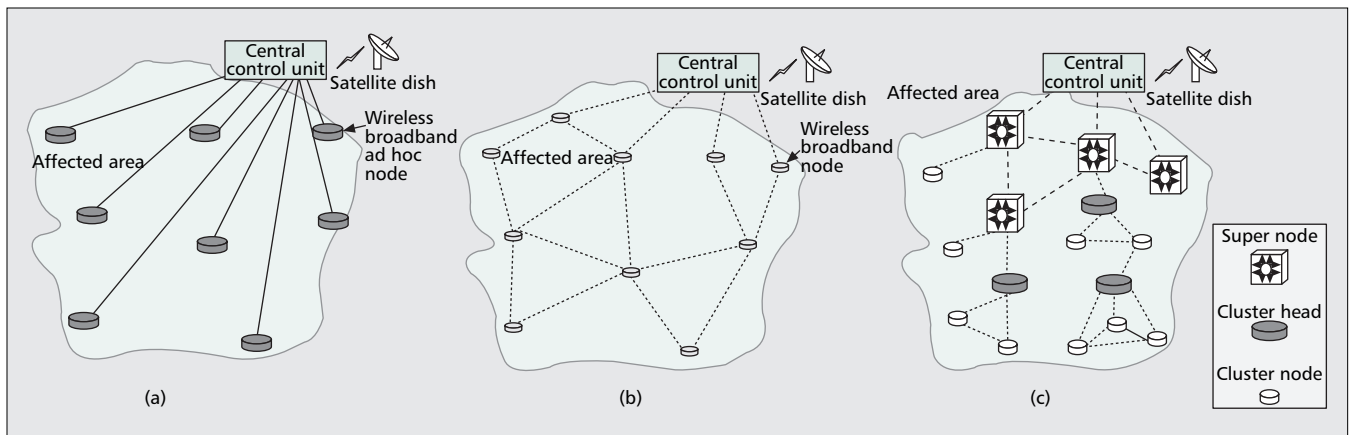 Central
control unit
Satellite dish
Wireless
broadband
ad hoc
node
Affected area
(a)
Central
control unit
Satellite dish
Wireless
broadband
node
Affected area
(b)
Central
control unit
Satellite dish
Affected area
(c)
Super node
Cluster head
Cluster node